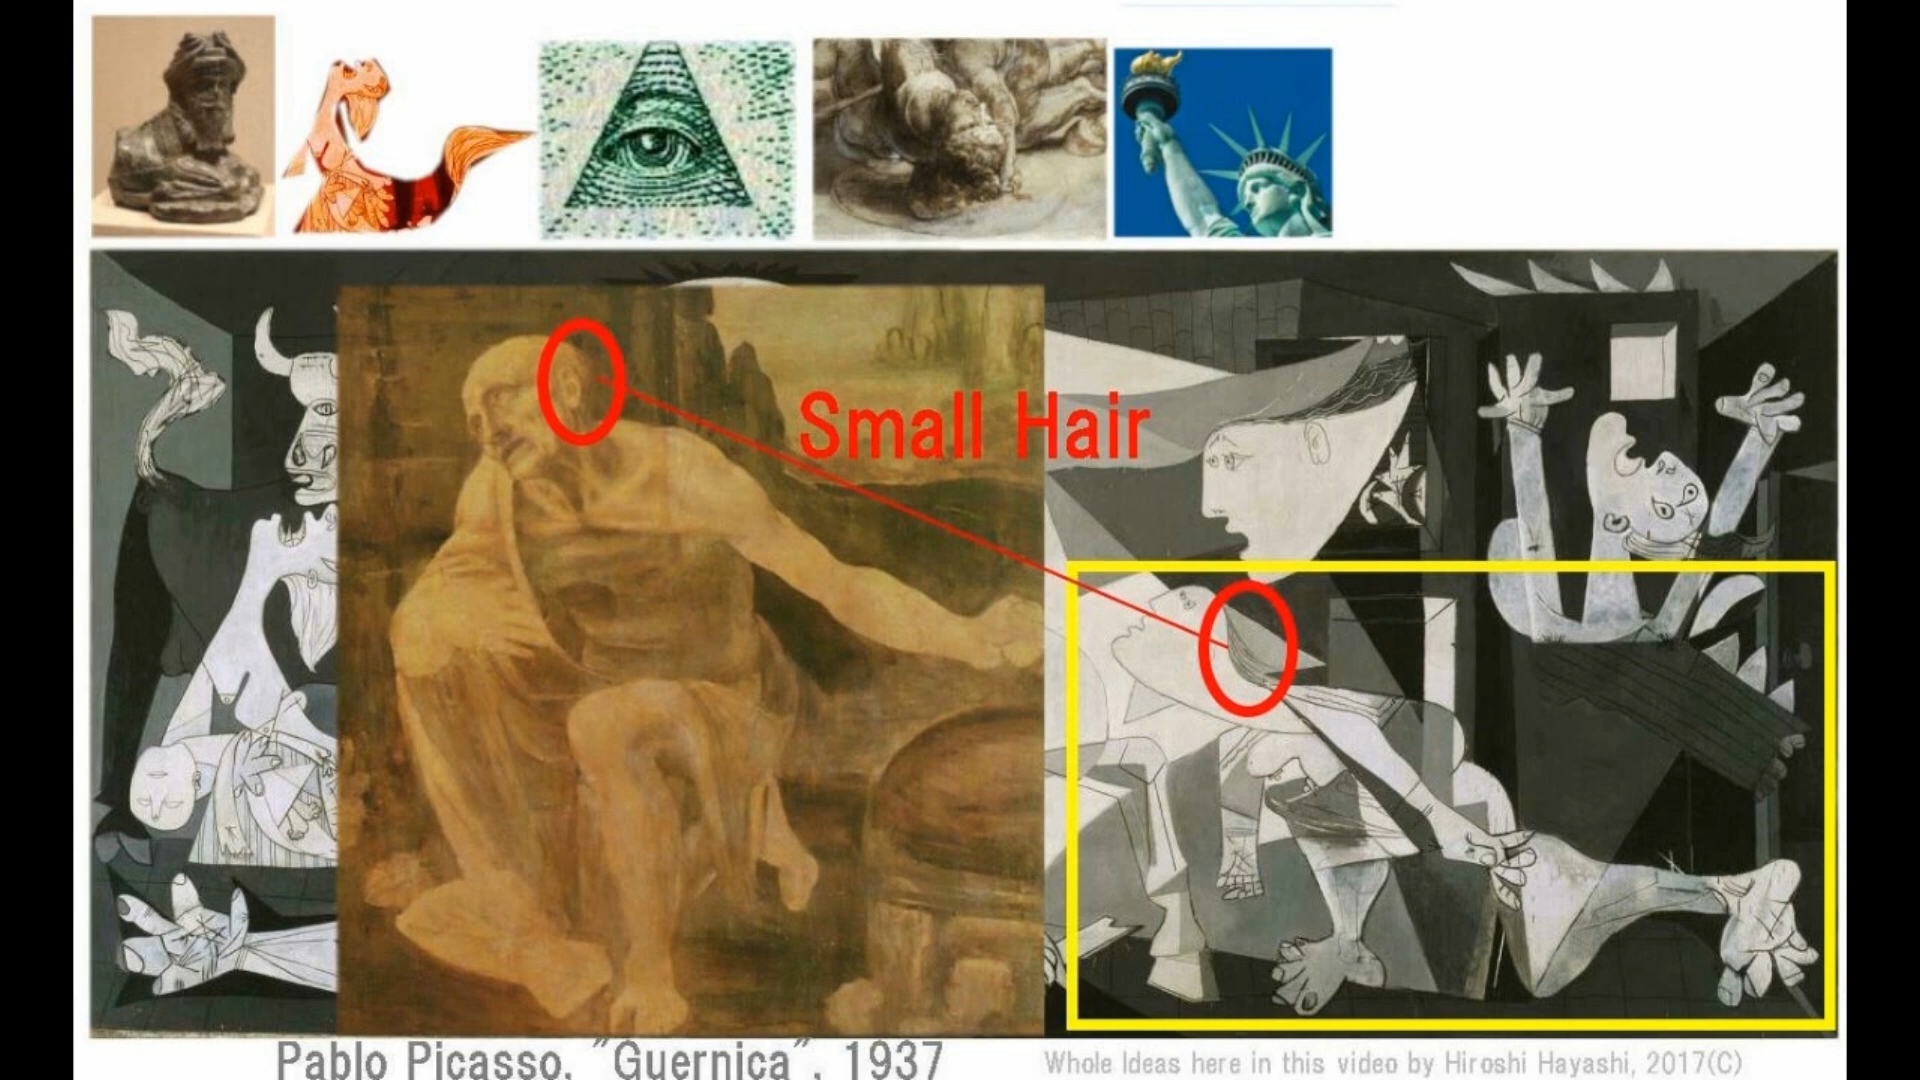 Small Hair
Pablo Picasso. "Guernica", 1937
Whole Ideas here in this video by Hiroshi Hayashi, 2017(C)